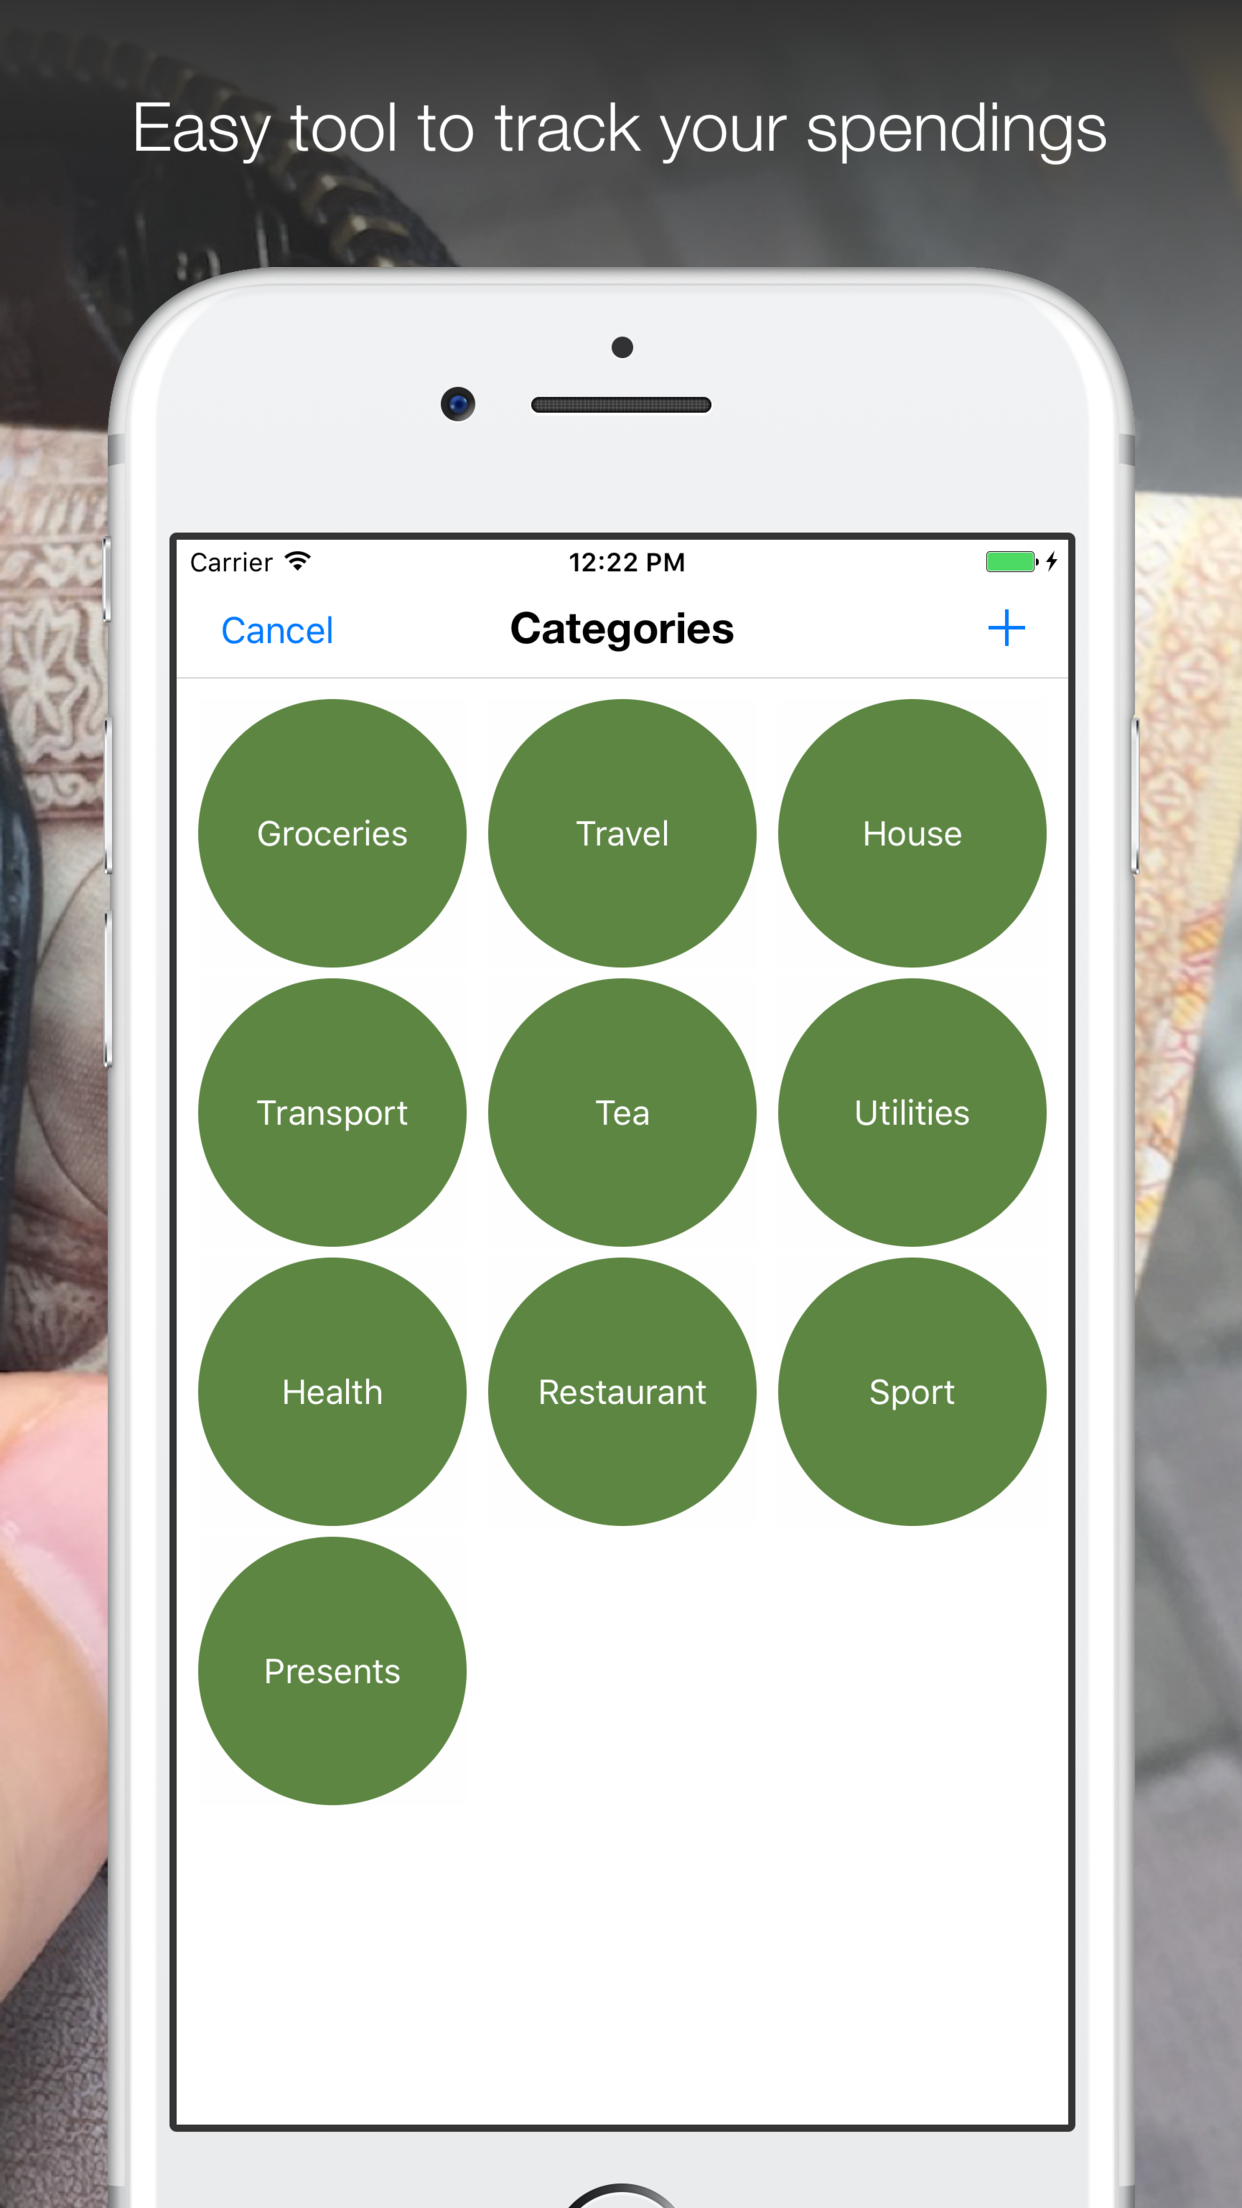 Easy tool to track your spendings
Carrier 12:22 PM
Cancel Categories +
Groceries Travel House
Transport Tea Utilities
Health Restaurant Sport
Presents